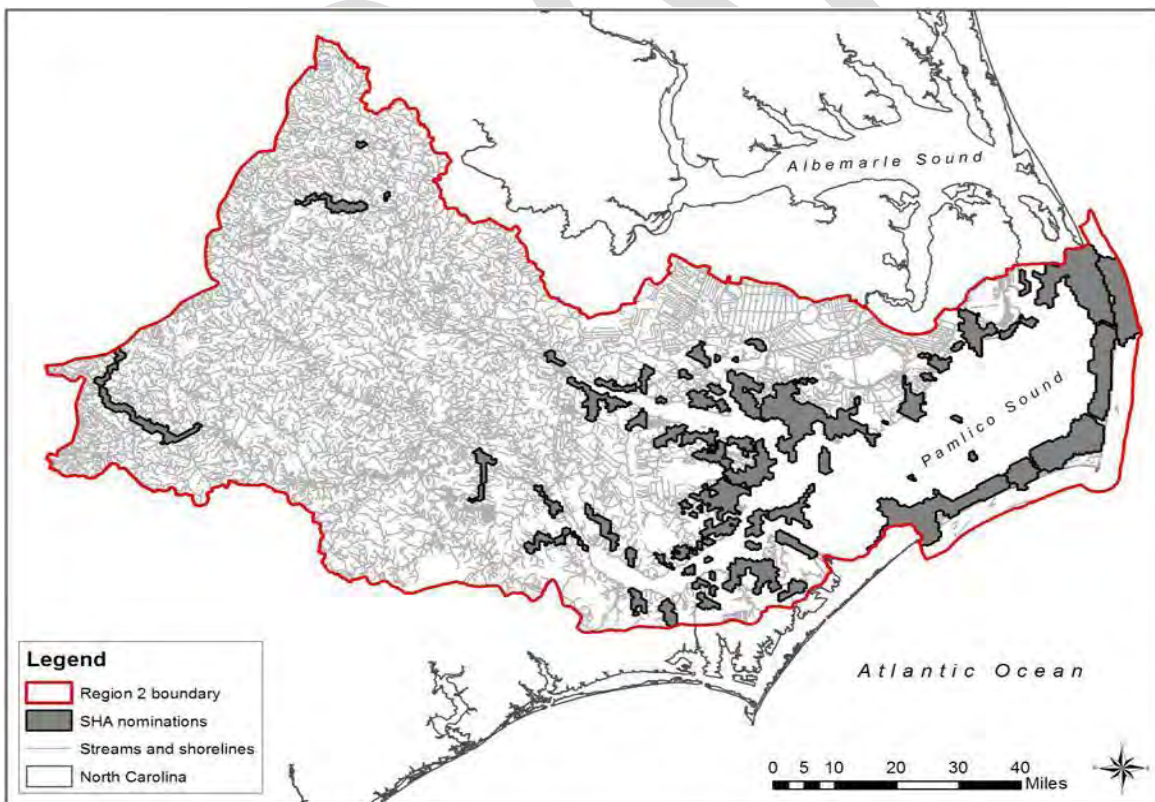 Albemarle Sound
Pamlico Sound
Atlantic Ocean
Legend
Region 2 boundary
SHA nominations
Streams and shorelines
North Carolina
0 5 10 20 30 40
Miles